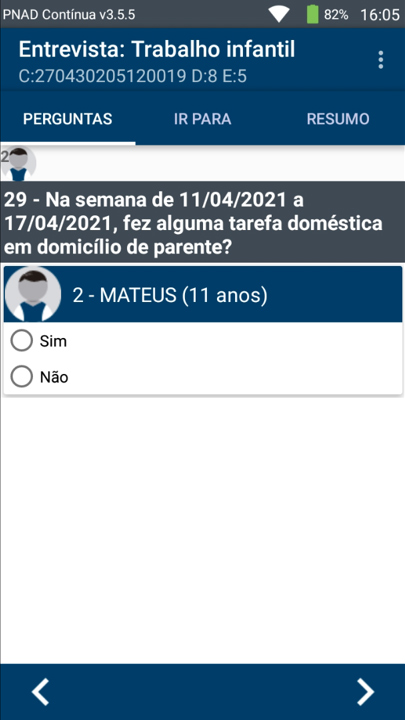 PNAD Contínua v3.5.5 82% 16:05
Entrevista: Trabalho infantil
C:270430205120019 D:8 E:5
PERGUNTAS IR PARA RESUMO
2
29 - Na semana de 11/04/2021 a
17/04/2021, fez alguma tarefa doméstica
em domicílio de parente?
2 - MATEUS (11 anos)
Sim
Não